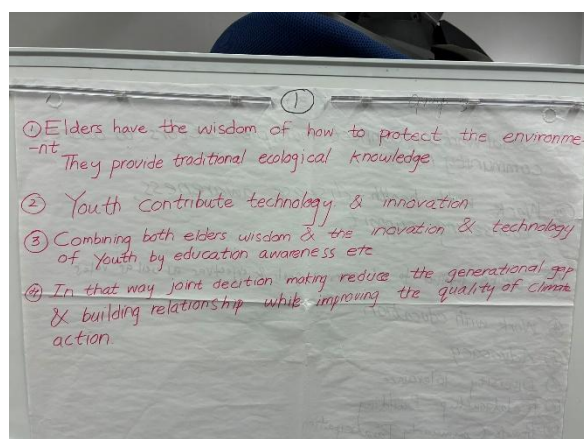 1
① Elders have the wisdom of how to protect the environme-
-nt
They provide traditional ecological knowledge
② Youth contribute technology & innovation
③ Combining both elders wisdom & the inovation & technology
of youth by education awareness etc
④ In that way joint decition making reduce the generational gap
& building relationship while improving the quality of climate
action.